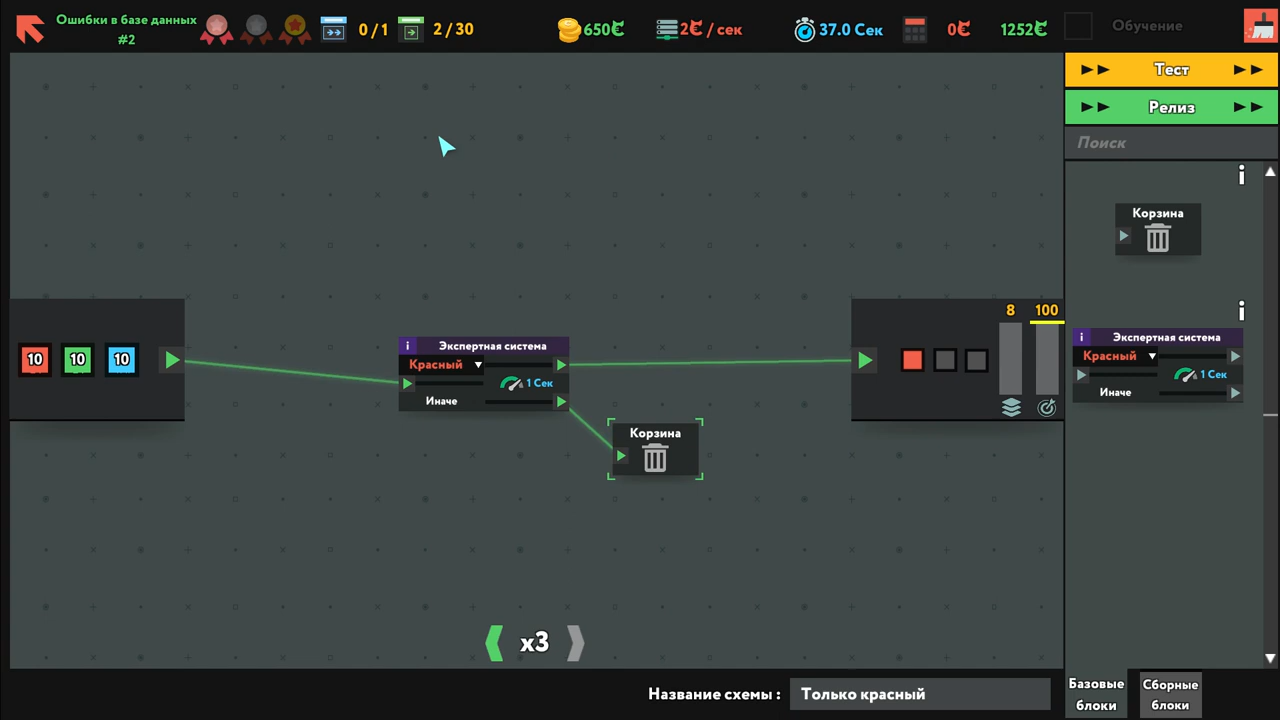 Ошибки в базе данных
#2
0 / 1
2 / 30
650€
2€ / сек
37.0 Сек
0€
1252€
Обучение
Тест
Релиз
Поиск
i
Корзина
i
i Экспертная система
Красный
1 Сек
Иначе
10 10 10
i Экспертная система
Красный
1 Сек
Иначе
Корзина
8 100
x3
Название схемы : Только красный
Базовые
блоки
Сборные
блоки